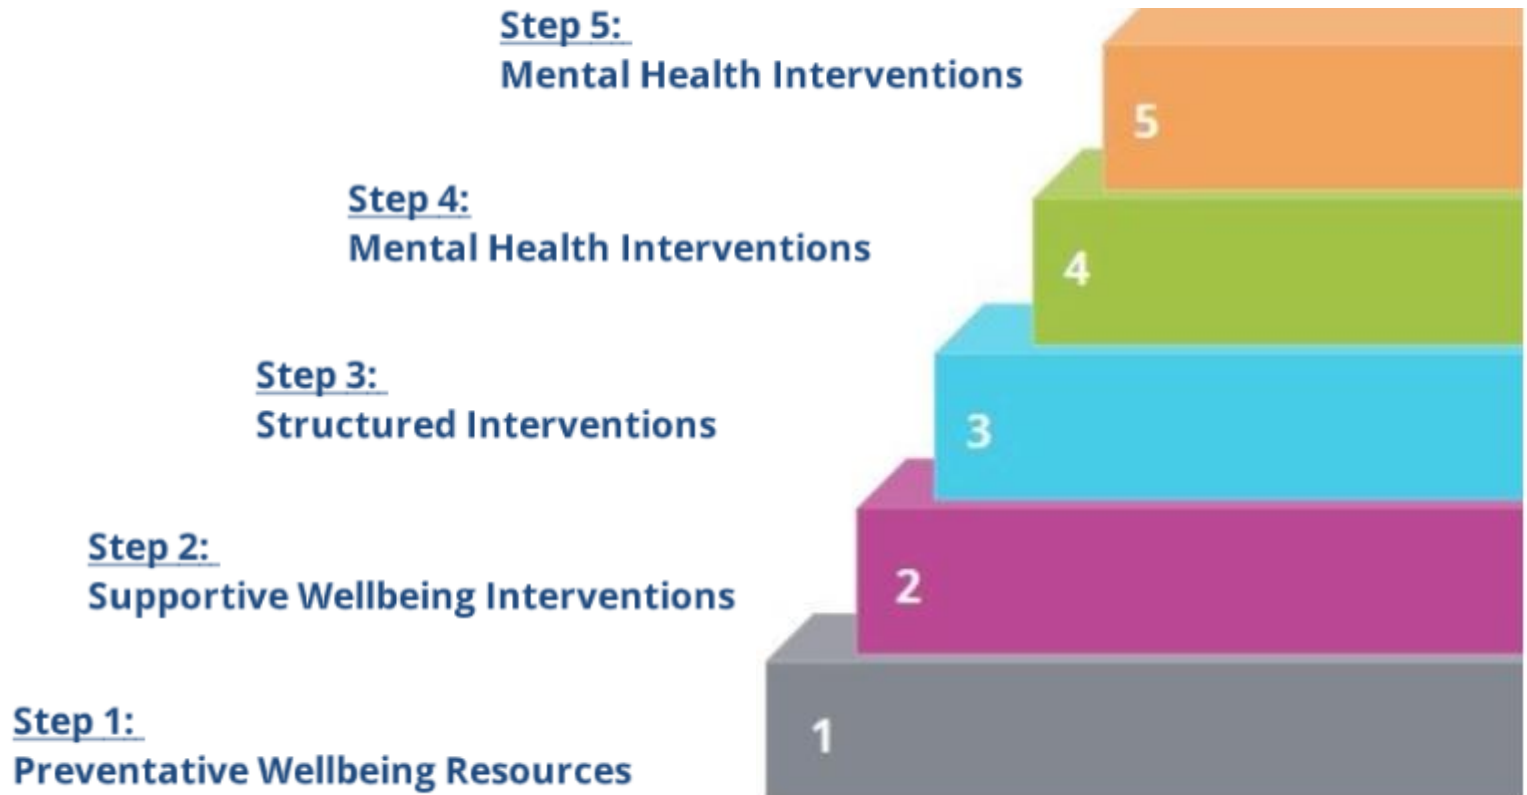 Step 5:
Mental Health Interventions
5
Step 4:
Mental Health Interventions
4
Step 3:
Structured Interventions
3
Step 2:
Supportive Wellbeing Interventions
2
Step 1:
Preventative Wellbeing Resources
1